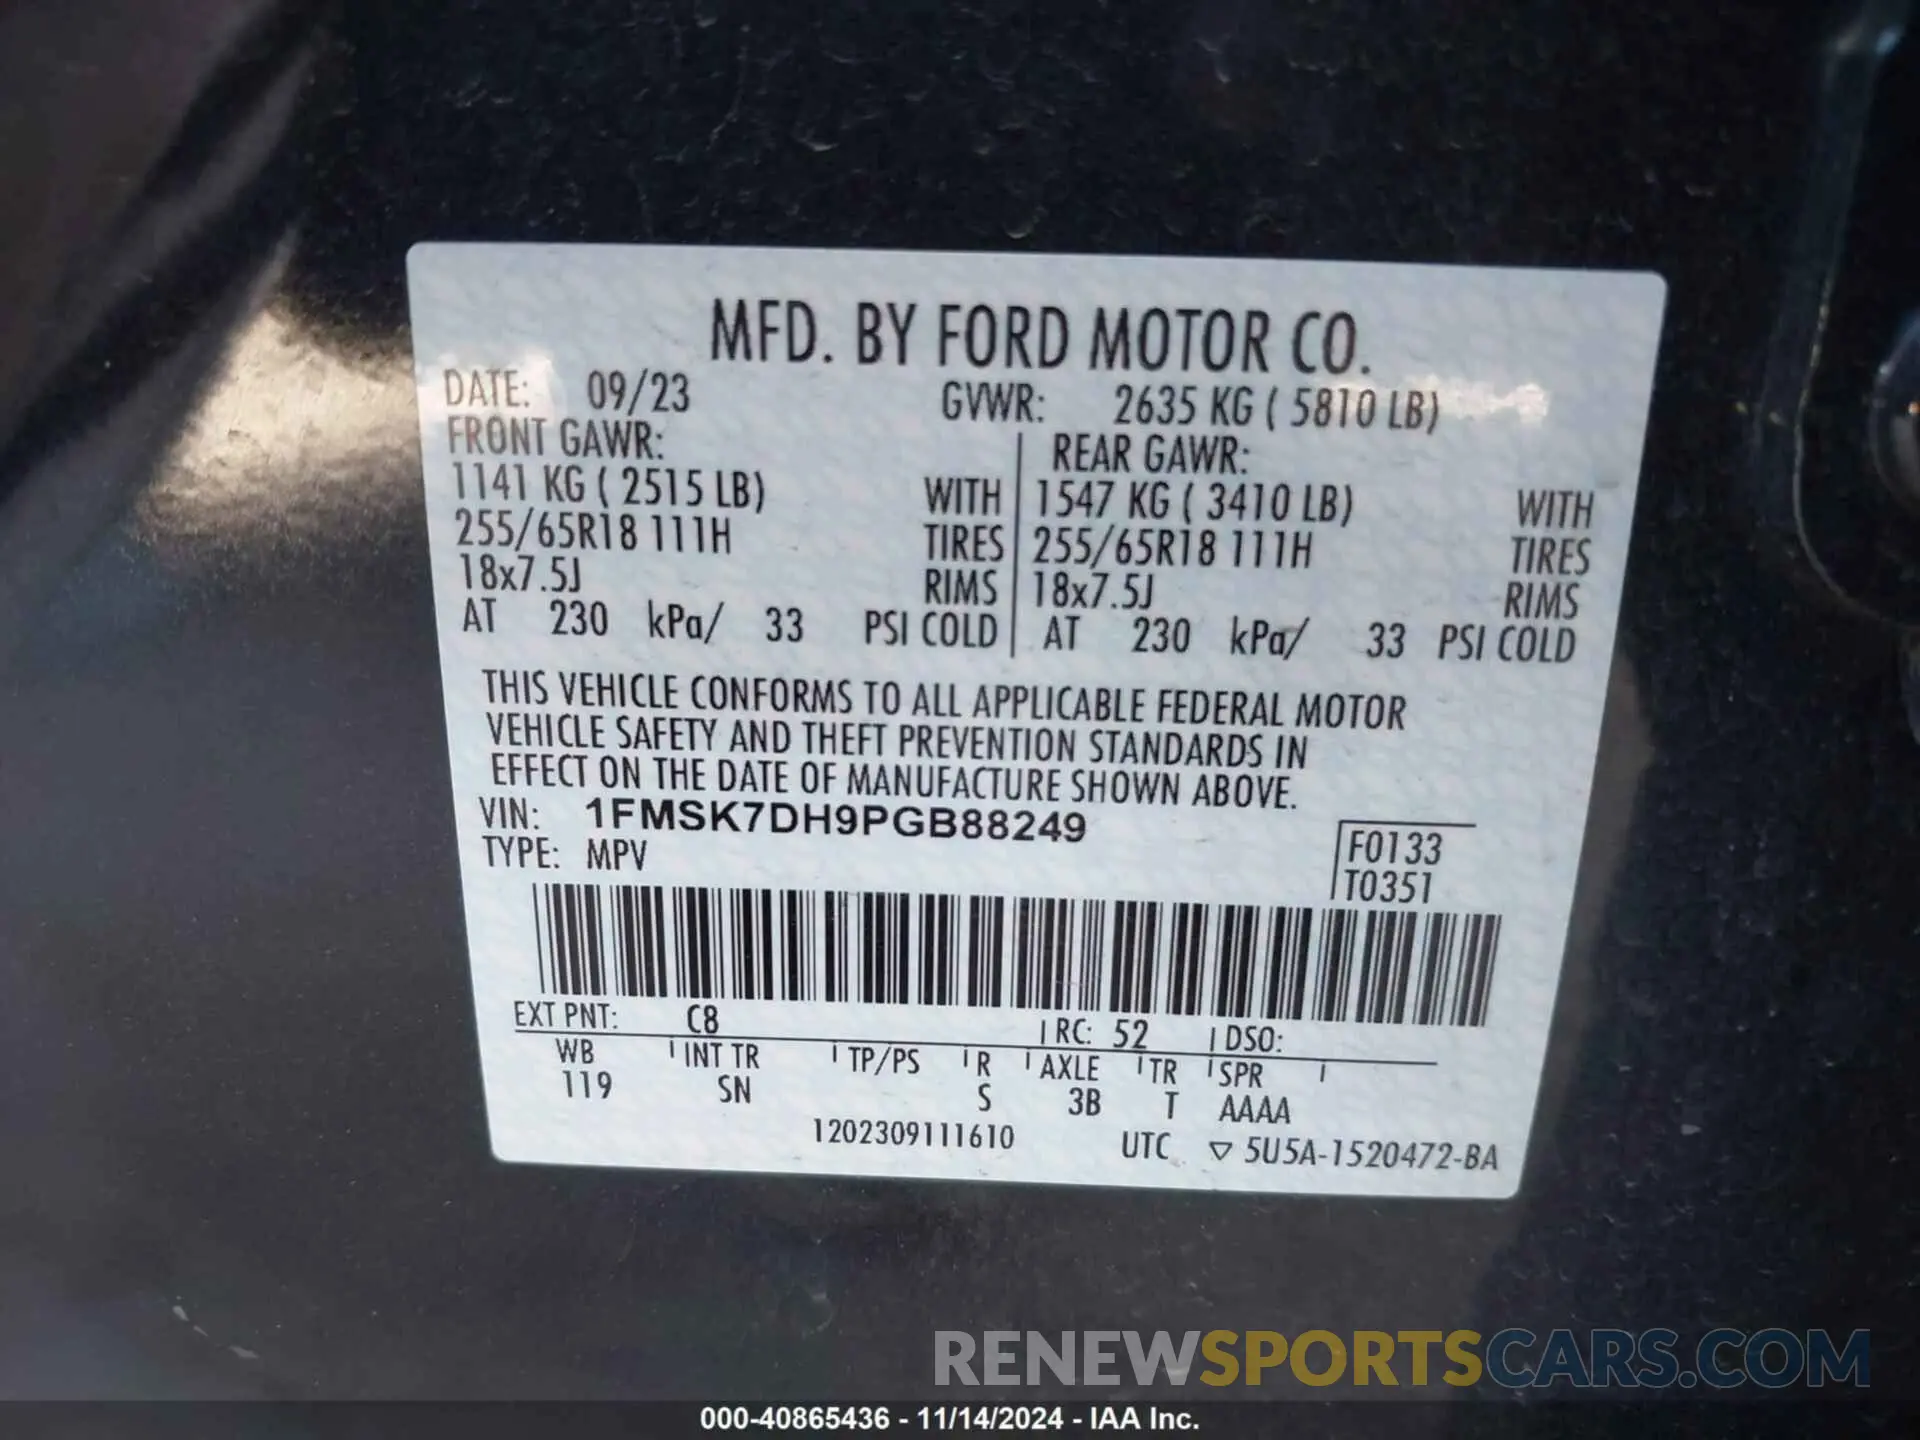 MFD. BY FORD MOTOR CO.
DATE: 09/23 GVWR: 2635 KG ( 5810 LB)
FRONT GAWR: REAR GAWR:
1141 KG ( 2515 LB) WITH 1547 KG ( 3410 LB) WITH
255/65R18 111H TIRES 255/65R18 111H TIRES
18x7.5J RIMS 18x7.5J RIMS
AT 230 kPa/ 33 PSI COLD AT 230 kPa/ 33 PSI COLD
THIS VEHICLE CONFORMS TO ALL APPLICABLE FEDERAL MOTOR
VEHICLE SAFETY AND THEFT PREVENTION STANDARDS IN
EFFECT ON THE DATE OF MANUFACTURE SHOWN ABOVE.
VIN: 1FMSK7DH9PGB88249
TYPE: MPV
F0133
T0351
EXT PNT: C8 RC: 52 DSO:
WB INT TR TP/PS R AXLE TR SPR
119 SN S 3B T AAAA
1202309111610 UTC ▽ 5U5A-1520472-BA
RENEWSPORTSCARS.COM
000-40865436 - 11/14/2024 - IAA Inc.